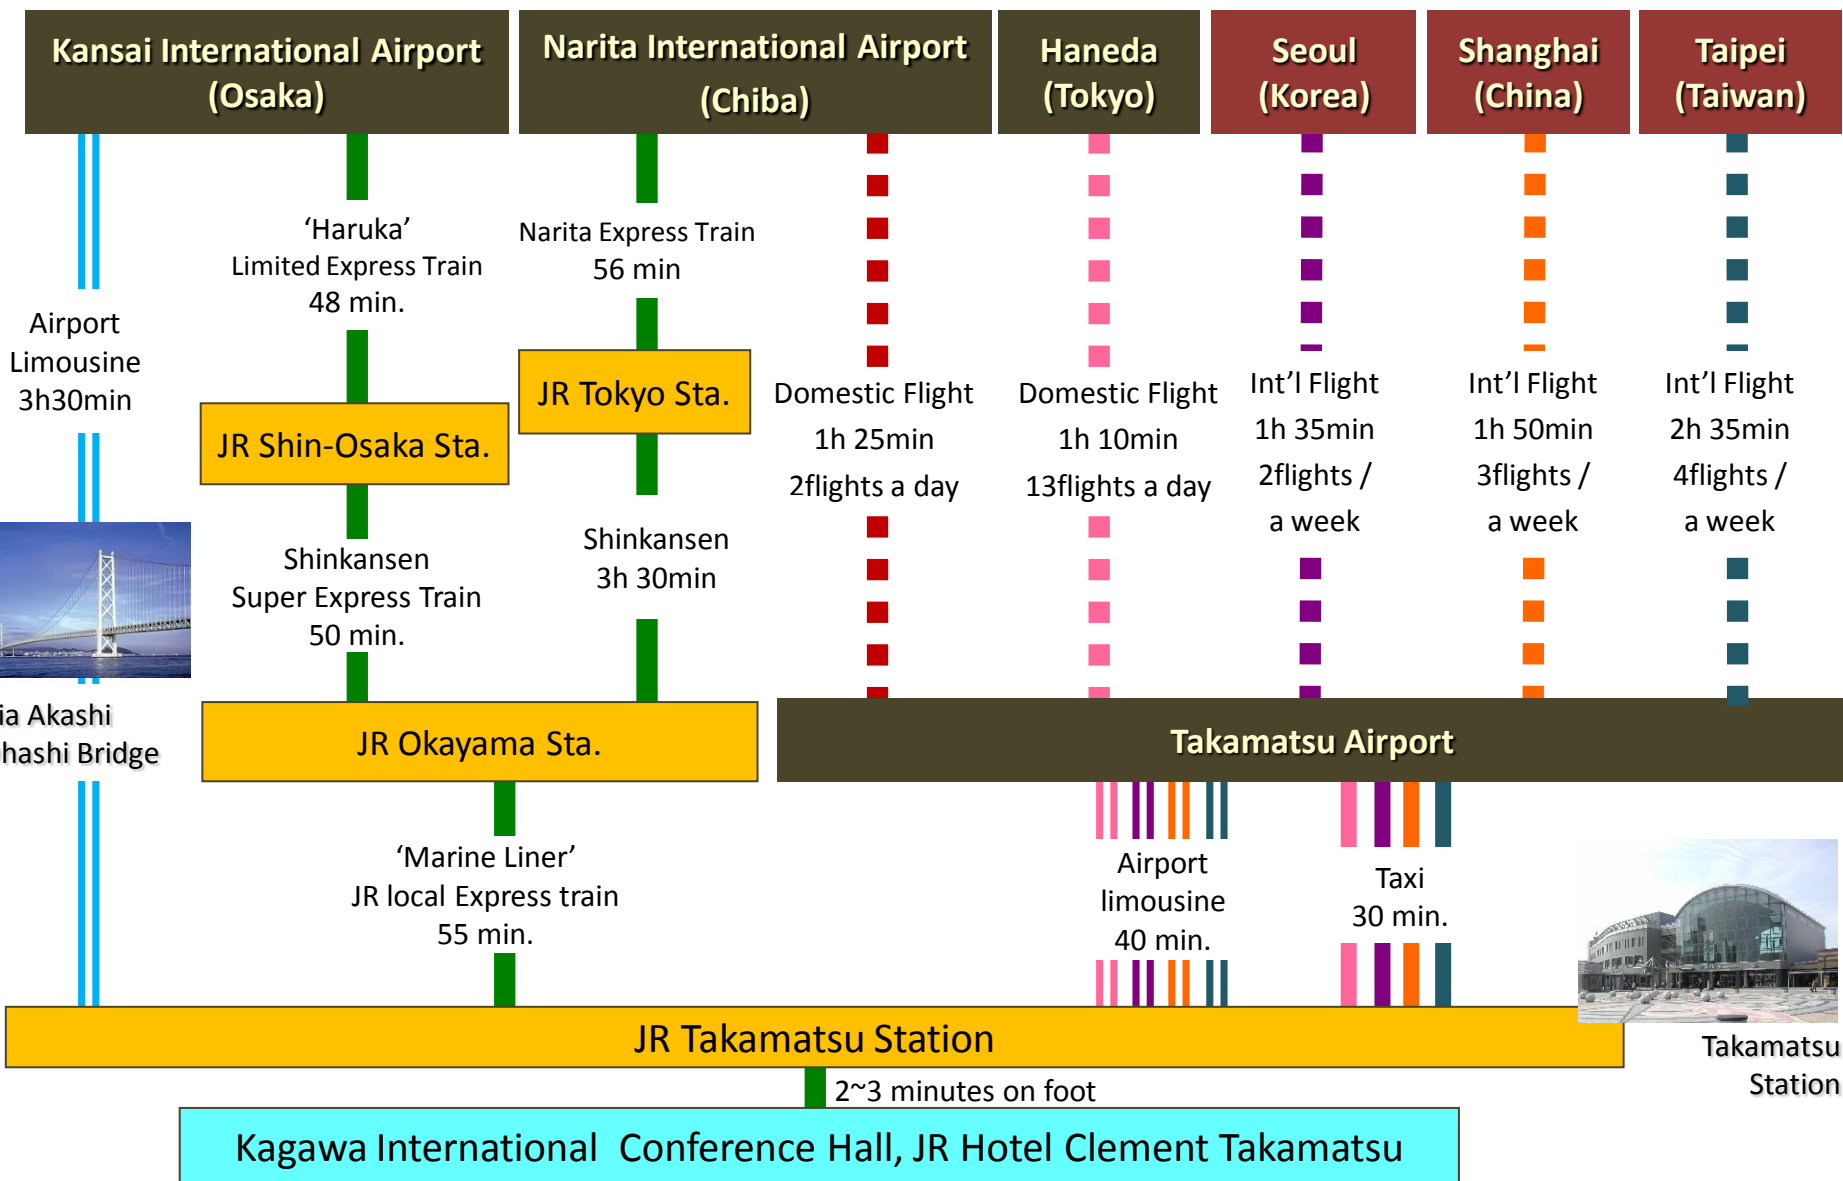 Kansai International Airport
(Osaka)
Narita International Airport
(Chiba)
Haneda
(Tokyo)
Seoul
(Korea)
Shanghai
(China)
Taipei
(Taiwan)
‘Haruka’
Limited Express Train
48 min.
Narita Express Train
56 min
Airport
Limousine
3h30min
JR Tokyo Sta.
JR Shin-Osaka Sta.
Domestic Flight
1h 25min
2flights a day
Domestic Flight
1h 10min
13flights a day
Int’l Flight
1h 35min
2flights /
a week
Int’l Flight
1h 50min
3flights /
a week
Int’l Flight
2h 35min
4flights /
a week
Shinkansen
Super Express Train
50 min.
Shinkansen
3h 30min
ia Akashi
hashi Bridge
JR Okayama Sta.
Takamatsu Airport
‘Marine Liner’
JR local Express train
55 min.
Airport
limousine
40 min.
Taxi
30 min.
JR Takamatsu Station
Takamatsu
Station
2~3 minutes on foot
Kagawa International  Conference Hall, JR Hotel Clement Takamatsu